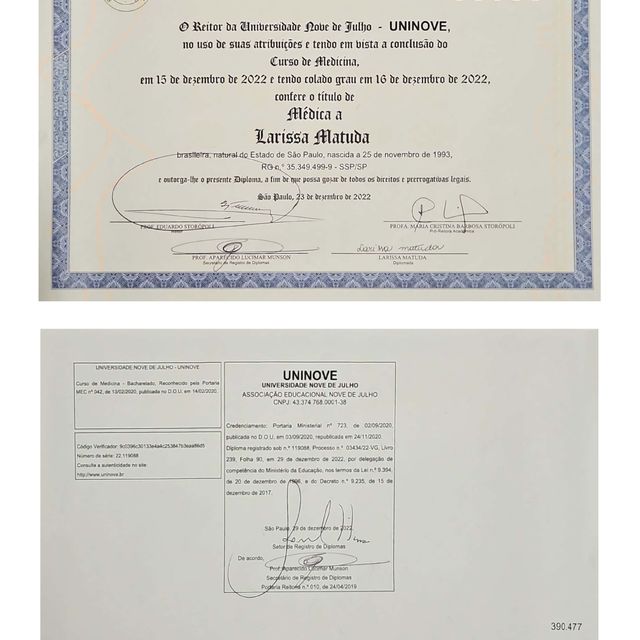 O Reitor da Universidade Nove de Julho - UNINOVE,
no uso de suas atribuições e tendo em vista a conclusão do
Curso de Medicina,
em 15 de dezembro de 2022 e tendo colado grau em 16 de dezembro de 2022,
confere o título de
Médica a
Larissa Matuda
brasileira, natural do Estado de São Paulo, nascida a 25 de novembro de 1993,
RG n.° 35.349.499-9 - SSP/SP
e outorga-lhe o presente Diploma, a fim de que possa gozar de todos os direitos e prerrogativas legais.
São Paulo, 23 de dezembro de 2022
PROF. EDUARDO STORÓPOLI
Reitor
PROFA. MARIA CRISTINA BARBOSA STORÓPOLI
Pró-Reitora Acadêmica
Larissa matuda
PROF. APARECIDO LUCIMAR MUNSON
Secretário de Registro de Diplomas
LARISSA MATUDA
Diplomada
UNIVERSIDADE NOVE DE JULHO - UNINOVE
Curso de Medicina - Bacharelado, Reconhecido pela Portaria
MEC nº 042, de 13/02/2020, publicada no D.O.U. em 14/02/2020.
Código Verificador: 9c0396c30133e4a4c253847b3eaa86d5
Número de série: 22.119088
Consulte a autenticidade no site:
http://www.uninove.br
UNINOVE
UNIVERSIDADE NOVE DE JULHO
ASSOCIAÇÃO EDUCACIONAL NOVE DE JULHO
CNPJ: 43.374.768.0001-38
Credenciamento: Portaria Ministerial nº 723, de 02/09/2020,
publicada no D.O.U. em 03/09/2020, republicada em 24/11/2020.
Diploma registrado sob n.° 119088, Processo n.° 03434/22-VG, Livro
239, Folha 90, em 29 de dezembro de 2022, por delegação de
competência do Ministério da Educação, nos termos da Lei n.º 9.394,
de 20 de dezembro de 1996, e do Decreto n.º 9.235, de 15 de
dezembro de 2017.
São Paulo, 29 de dezembro de 2022
Setor de Registro de Diplomas
De acordo,
Prof. Aparecido Lucimar Munson
Secretário de Registro de Diplomas
Portaria Reitoria n.º 010, de 24/04/2019
390.477